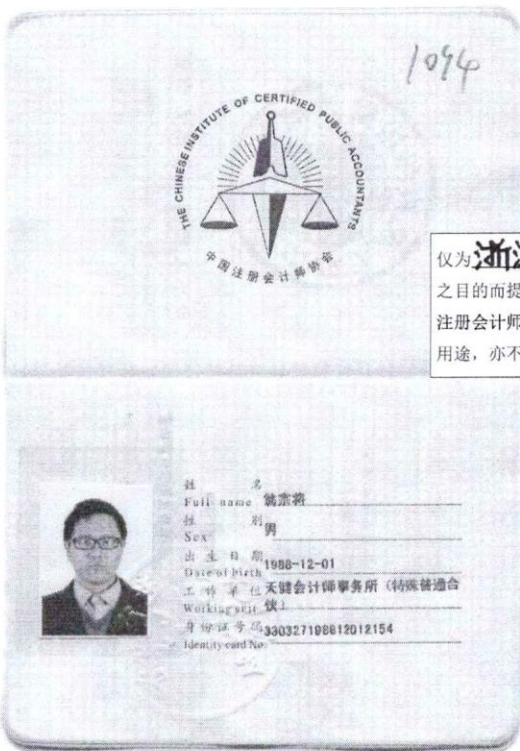 1094
THE CHINESE INSTITUTE OF CERTIFIED PUBLIC ACCOUNTANTS
中国注册会计师协会
仅为
之目的而提
注册会计师
用途，亦不
姓 名
Full name
性 别 男
Sex
出生日期 1988-12-01
Date of birth
工作单位 天健会计师事务所（特殊普通合
Working unit 伙）
身份证号码 330327198812012154
Identity card No.